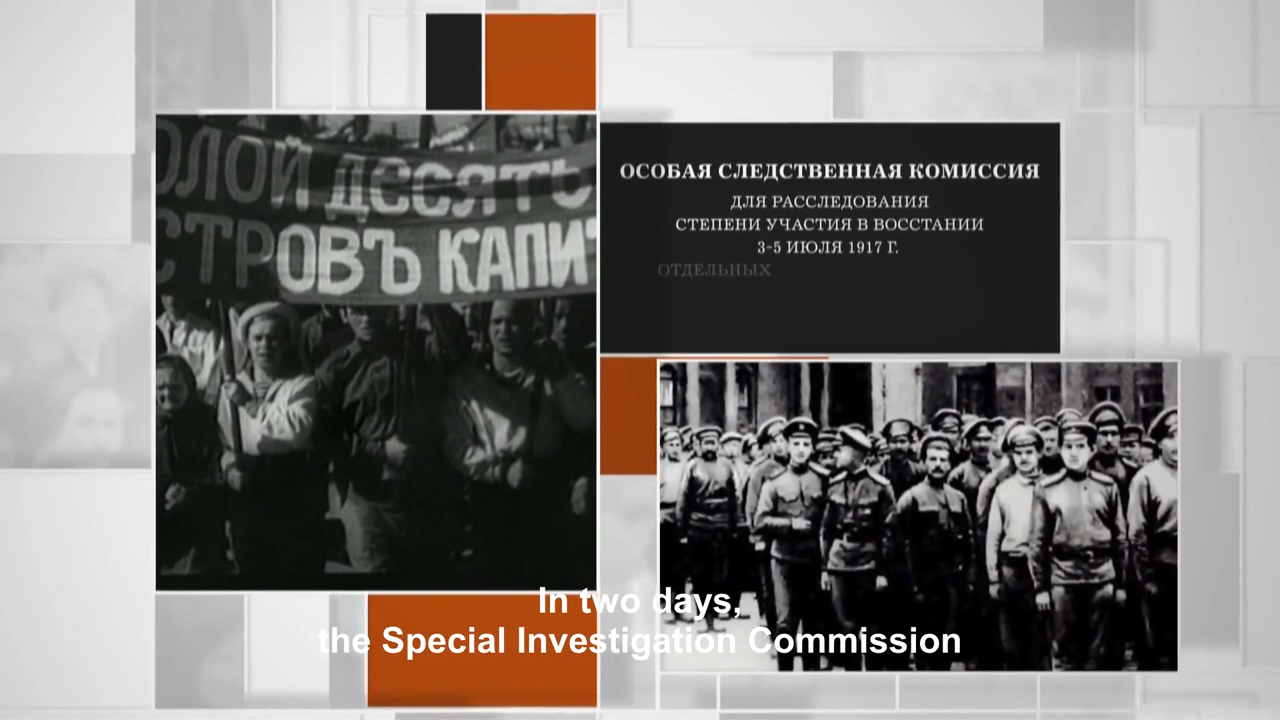 ОЛОЙ ДЕСЯТЬ
СТРОВЪ КАПИ
ОСОБАЯ СЛЕДСТВЕННАЯ КОМИССИЯ
ДЛЯ РАССЛЕДОВАНИЯ
СТЕПЕНИ УЧАСТИЯ В ВОССТАНИИ
3-5 ИЮЛЯ 1917 Г.
ОТДЕЛЬНЫХ
In two days,
the Special Investigation Commission